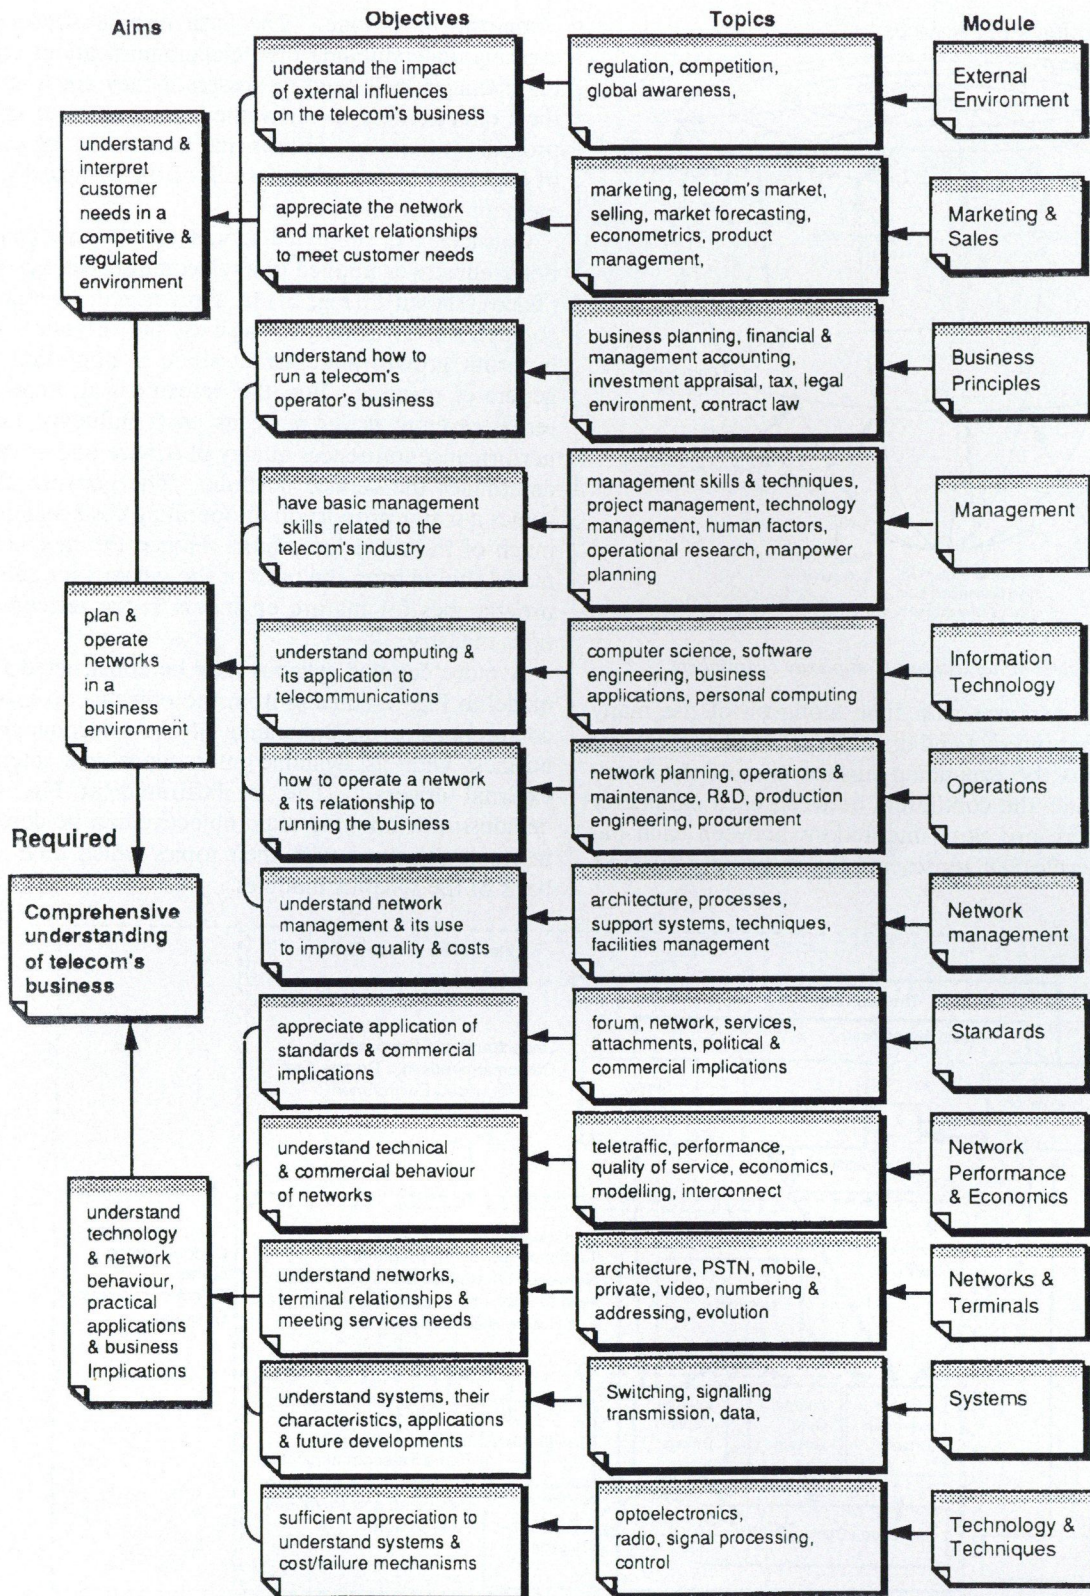 Aims
Objectives
Topics
Module
understand the impact
of external influences
on the telecom's business
regulation, competition,
global awareness,
External
Environment
understand &
interpret
customer
needs in a
competitive &
regulated
environment
appreciate the network
and market relationships
to meet customer needs
marketing, telecom's market,
selling, market forecasting,
econometrics, product
management,
Marketing &
Sales
understand how to
run a telecom's
operator's business
business planning, financial &
management accounting,
investment appraisal, tax, legal
environment, contract law
Business
Principles
have basic management
skills related to the
telecom's industry
management skills & techniques,
project management, technology
management, human factors,
operational research, manpower
planning
Management
plan &
operate
networks
in a
business
environment
understand computing &
its application to
telecommunications
computer science, software
engineering, business
applications, personal computing
Information
Technology
how to operate a network
& its relationship to
running the business
network planning, operations &
maintenance, R&D, production
engineering, procurement
Operations
Required
Comprehensive
understanding
of telecom's
business
understand network
management & its use
to improve quality & costs
architecture, processes,
support systems, techniques,
facilities management
Network
management
appreciate application of
standards & commercial
implications
forum, network, services,
attachments, political &
commercial implications
Standards
understand technical
& commercial behaviour
of networks
teletraffic, performance,
quality of service, economics,
modelling, interconnect
Network
Performance
& Economics
understand
technology
& network
behaviour,
practical
applications
& business
Implications
understand networks,
terminal relationships &
meeting services needs
architecture, PSTN, mobile,
private, video, numbering &
addressing, evolution
Networks &
Terminals
understand systems, their
characteristics, applications
& future developments
Switching, signalling
transmission, data,
Systems
sufficient appreciation to
understand systems &
cost/failure mechanisms
optoelectronics,
radio, signal processing,
control
Technology &
Techniques